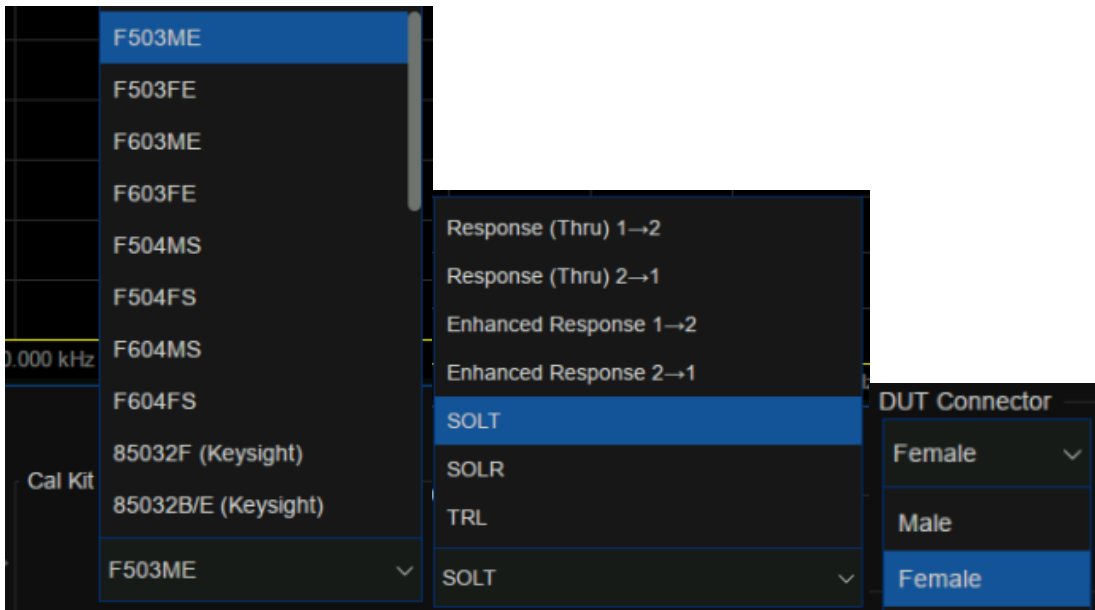 F503ME
F503FE
F603ME
F603FE
F504MS
F504FS
F604MS
F604FS
85032F (Keysight)
85032B/E (Keysight)
.000 kHz
Cal Kit
F503ME
Response (Thru) 1→2
Response (Thru) 2→1
Enhanced Response 1→2
Enhanced Response 2→1
SOLT
SOLR
TRL
SOLT
DUT Connector
Female
Male
Female